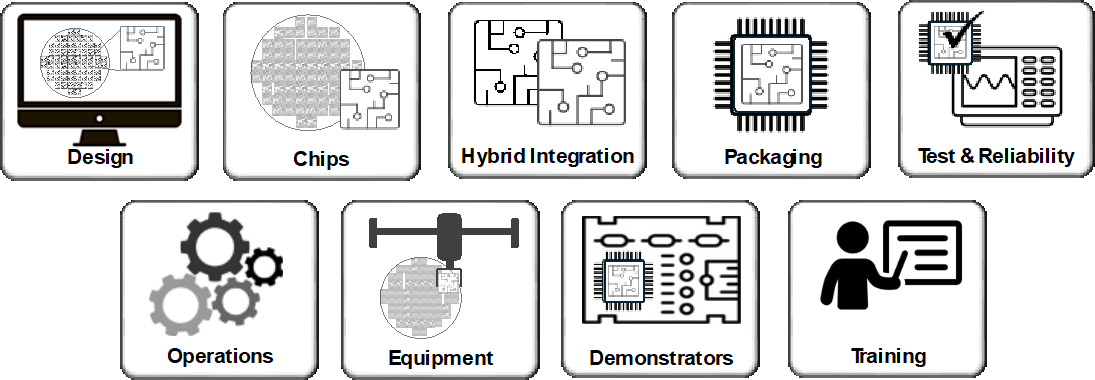 Design
Chips
Hybrid Integration
Packaging
Test & Reliability
Operations
Equipment
Demonstrators
Training